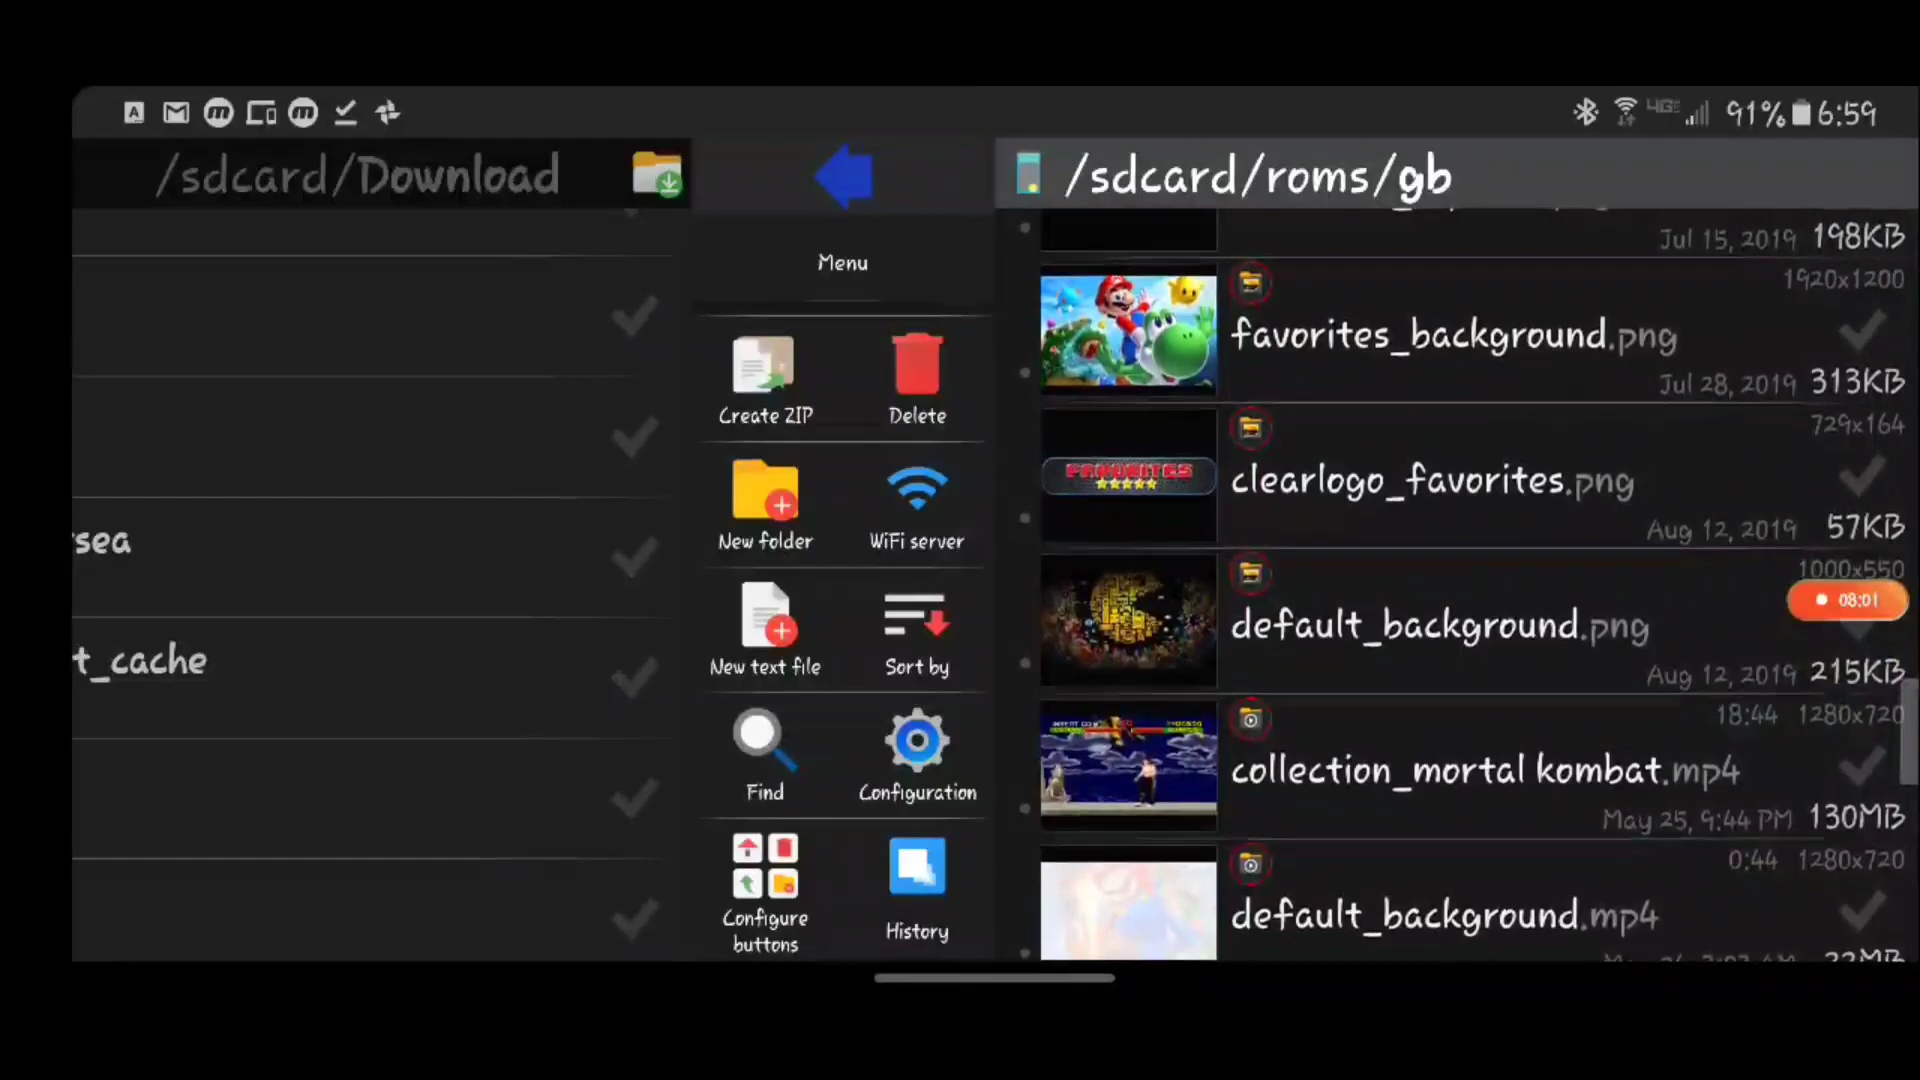 91% 6:59
/sdcard/Download
/sdcard/roms/gb
Menu
Create ZIP
Delete
New folder
WiFi server
New text file
Sort by
Find
Configuration
Configure
buttons
History
sea
t_cache
Jul 15, 2019 198KB
1920x1200
favorites_background.png
Jul 28, 2019 313KB
729x164
FAVORITES
clearlogo_favorites.png
Aug 12, 2019 57KB
1000x550
08:01
default_background.png
Aug 12, 2019 215KB
18:44 1280x720
collection_mortal kombat.mp4
May 25, 9:44 PM 130MB
0:44 1280x720
default_background.mp4